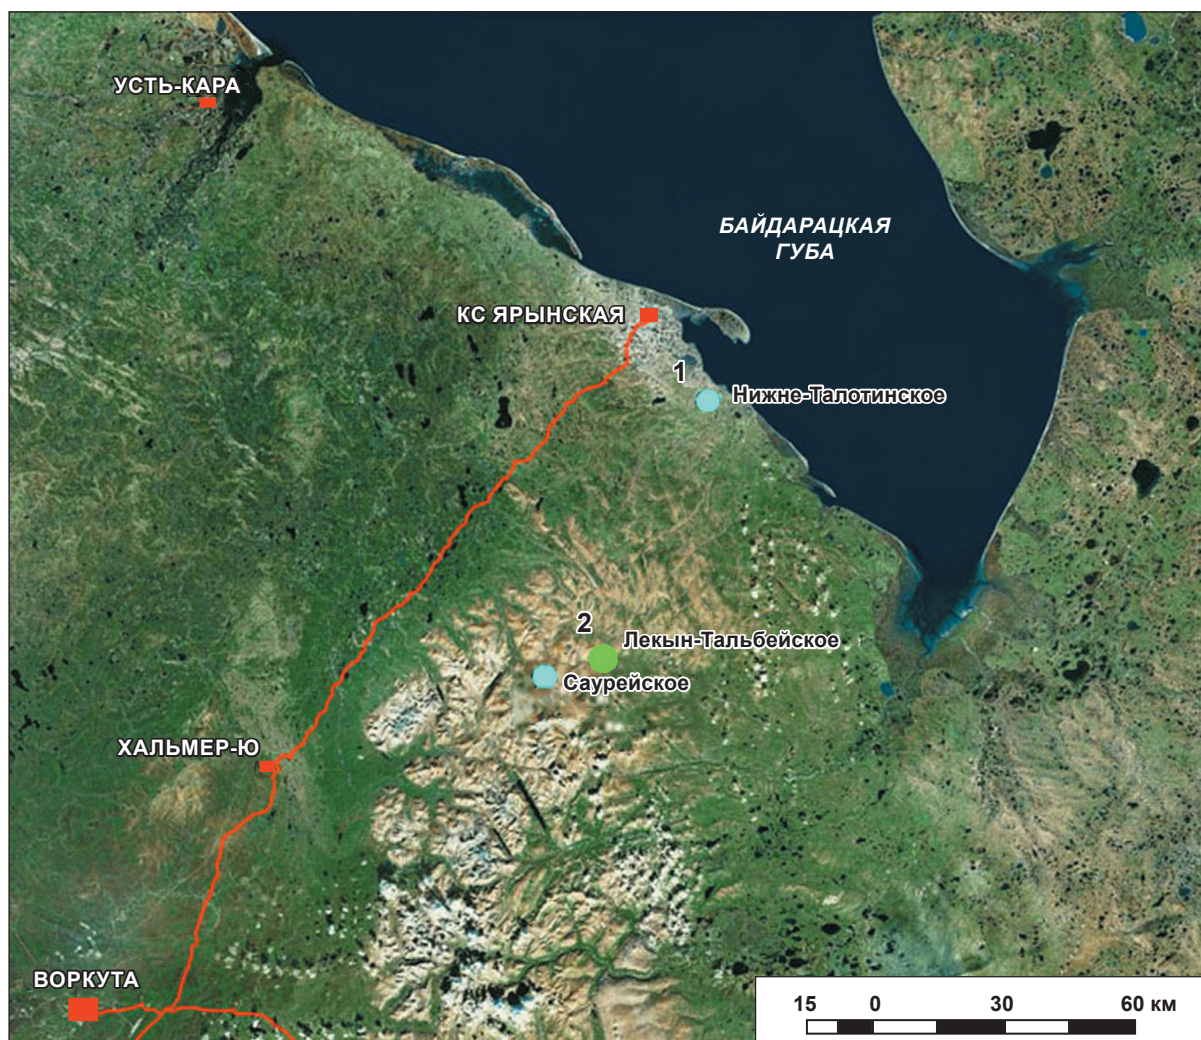 УСТЬ-КАРА
БАЙДАРАЦКАЯ
ГУБА
КС ЯРЫНСКАЯ
1
Нижне-Талотинское
2
Лекын-Тальбейское
Саурейское
ХАЛЬМЕР-Ю
ВОРКУТА
15 0 30 60 км